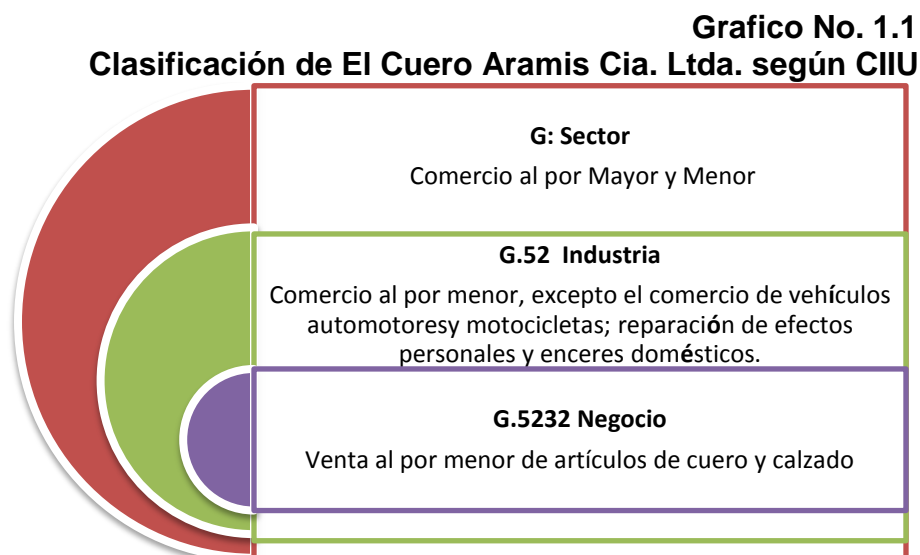 Grafico No. 1.1
Clasificación de El Cuero Aramis Cia. Ltda. según CIIU
G: Sector
Comercio al por Mayor y Menor
G.52 Industria
Comercio al por menor, excepto el comercio de vehículos
automotoresy motocicletas; reparación de efectos
personales y enceres domésticos.
G.5232 Negocio
Venta al por menor de artículos de cuero y calzado